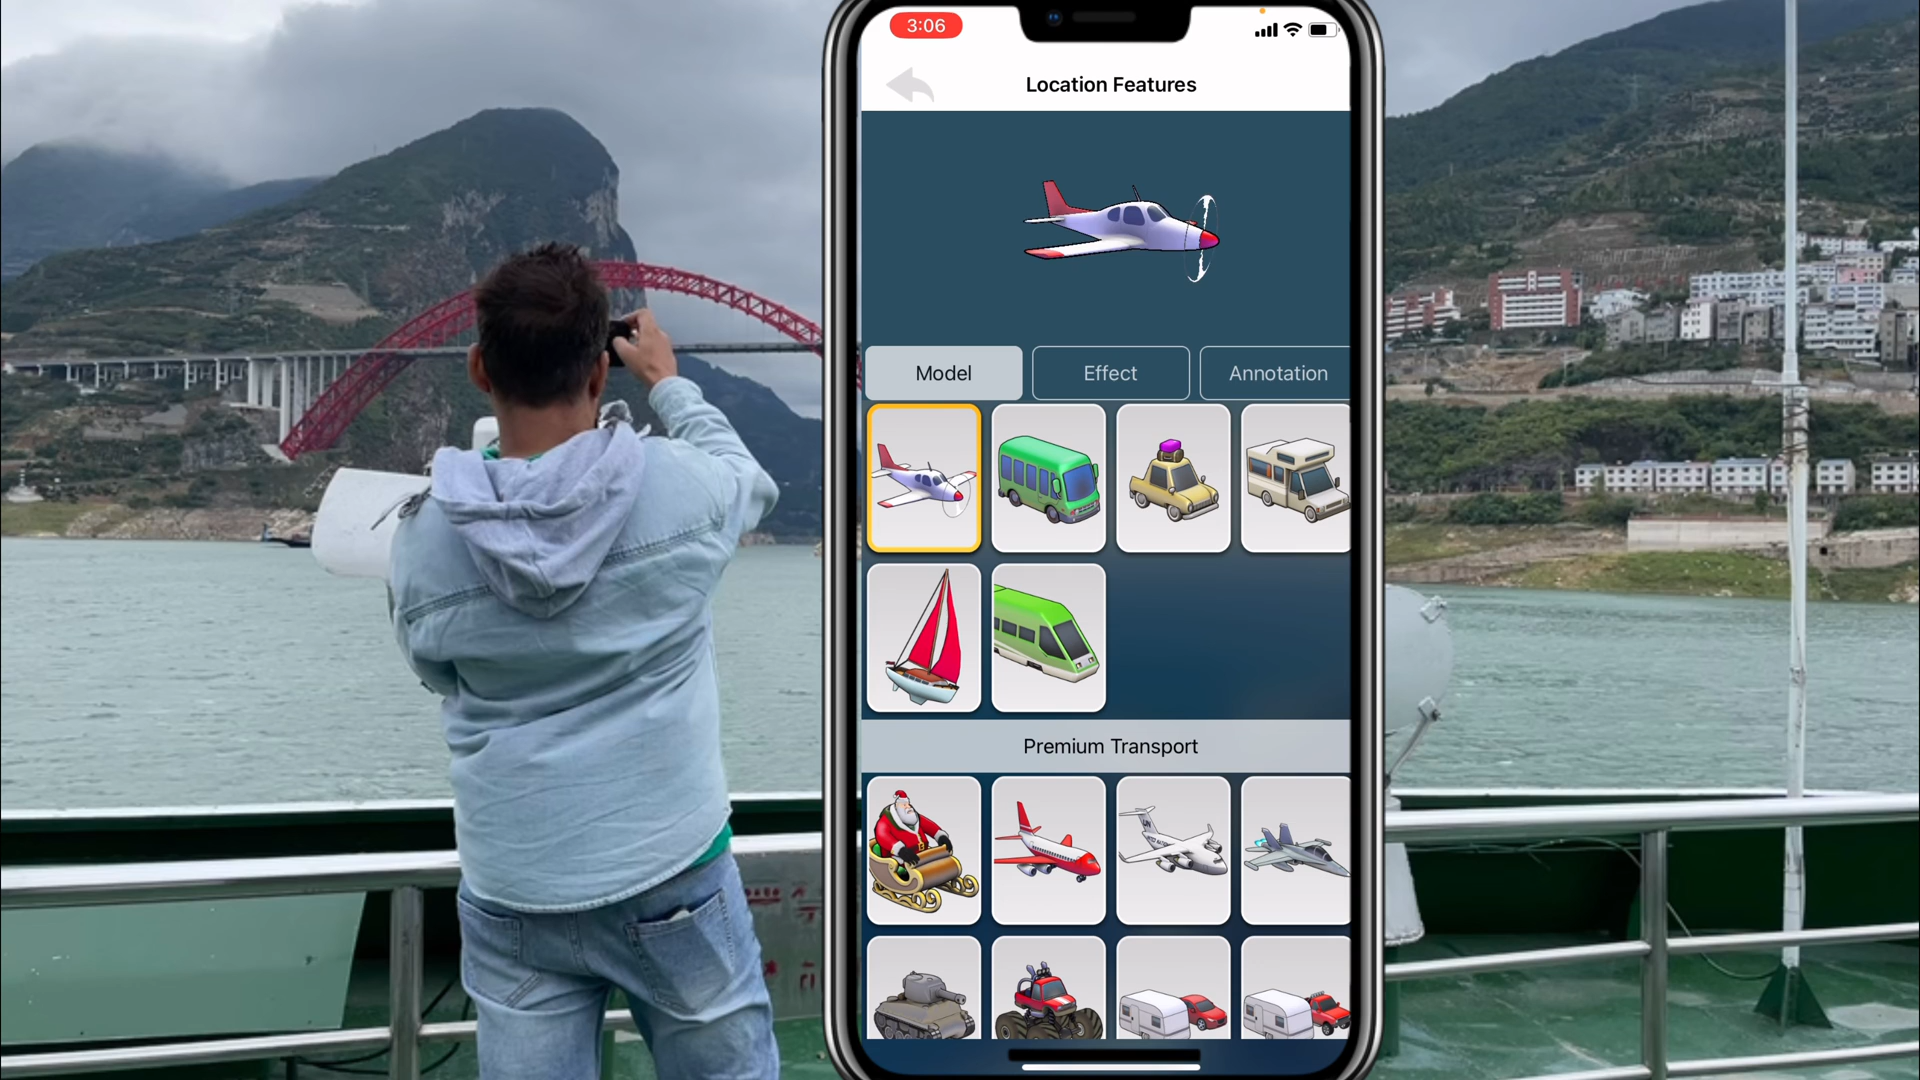 3:06
Location Features
Model
Effect
Annotation
Premium Transport